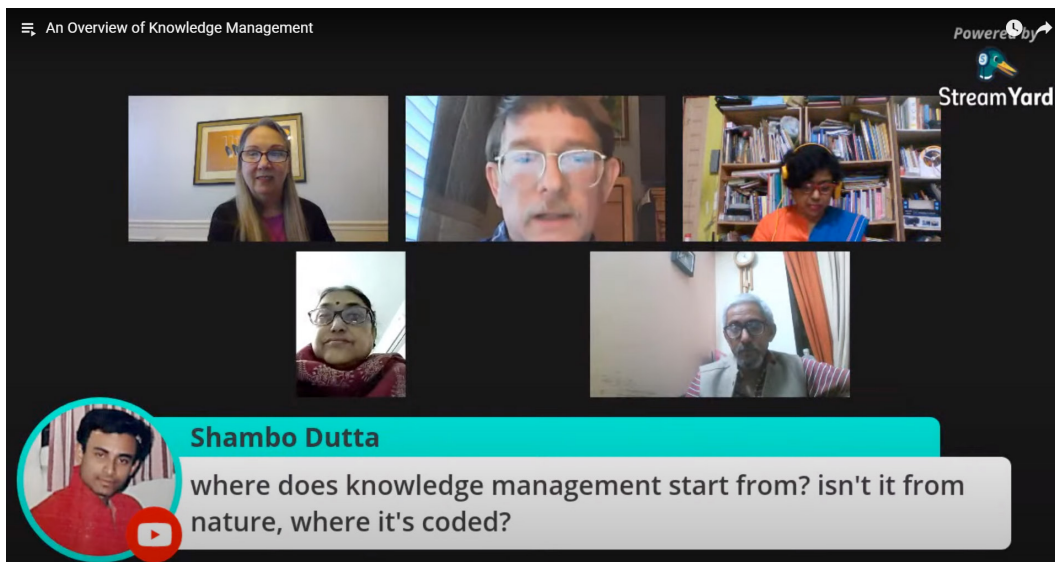 An Overview of Knowledge Management
Powered by
StreamYard
Shambo Dutta
where does knowledge management start from? isn't it from
nature, where it's coded?